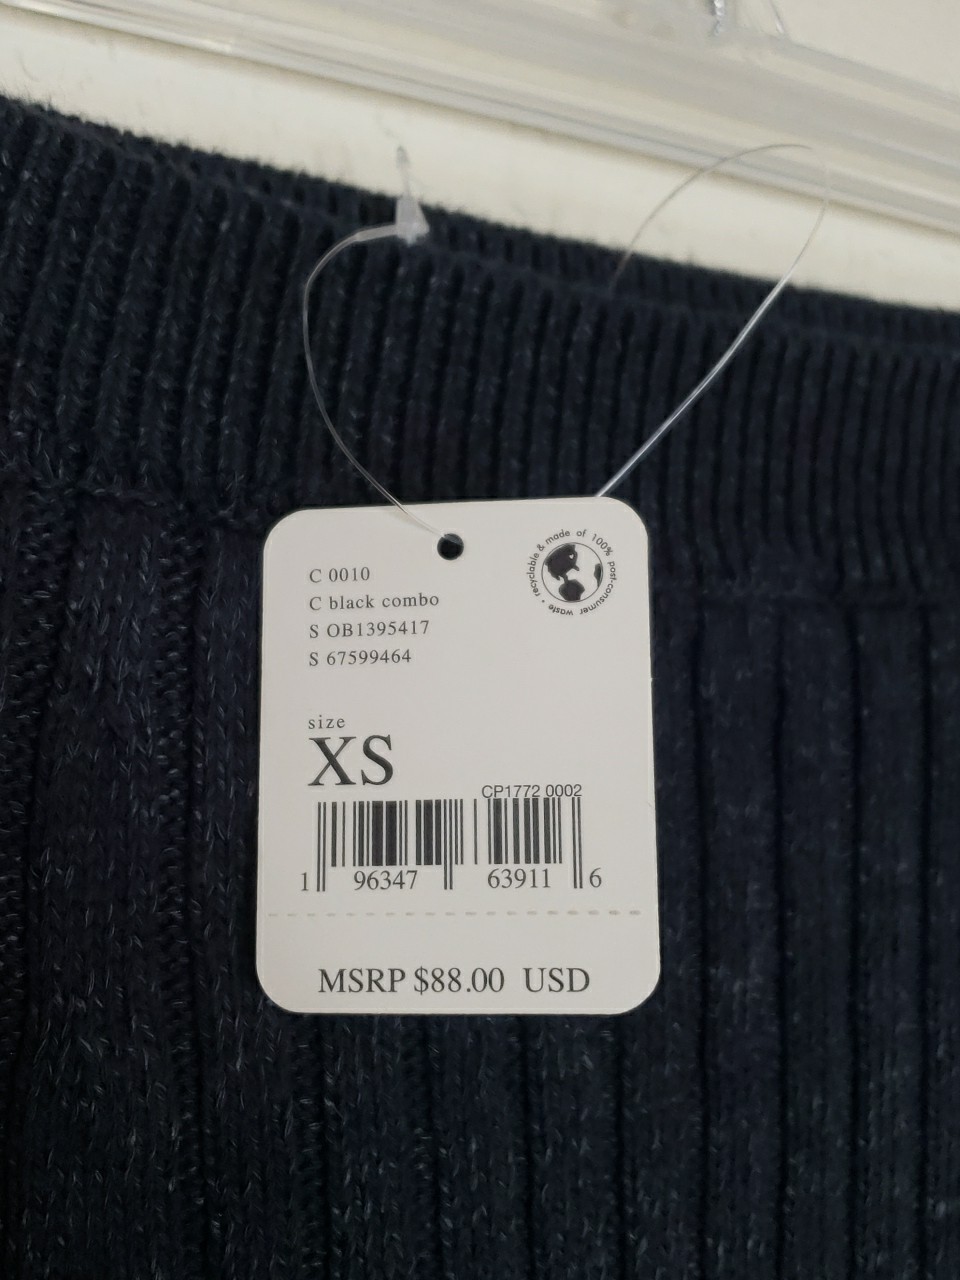 C 0010
C black combo
S OB1395417
S 67599464
recyclable & made of 100% post-consumer waste •
size
XS
CP1772 0002
1 96347 63911 6
MSRP $88.00 USD